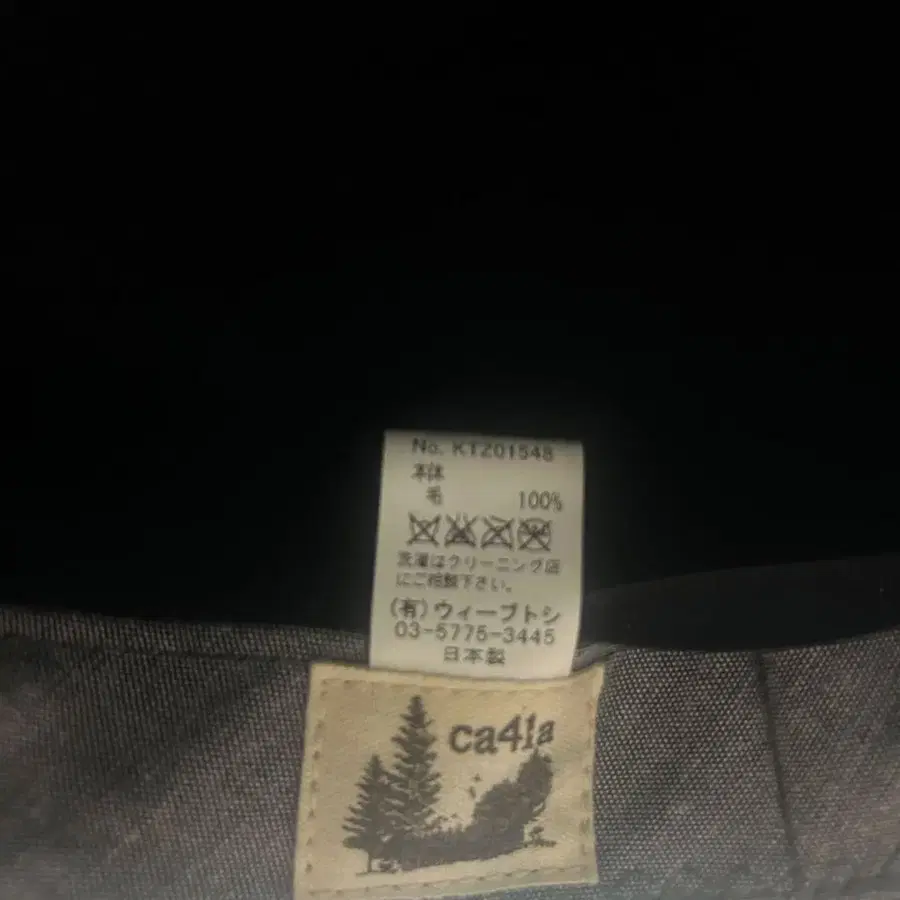 No. KTZ01548
本体
毛 100%
洗濯はクリーニング店
にご相談下さい。
(有)ウィーブトシ
03-5775-3445
日本製
ca4la